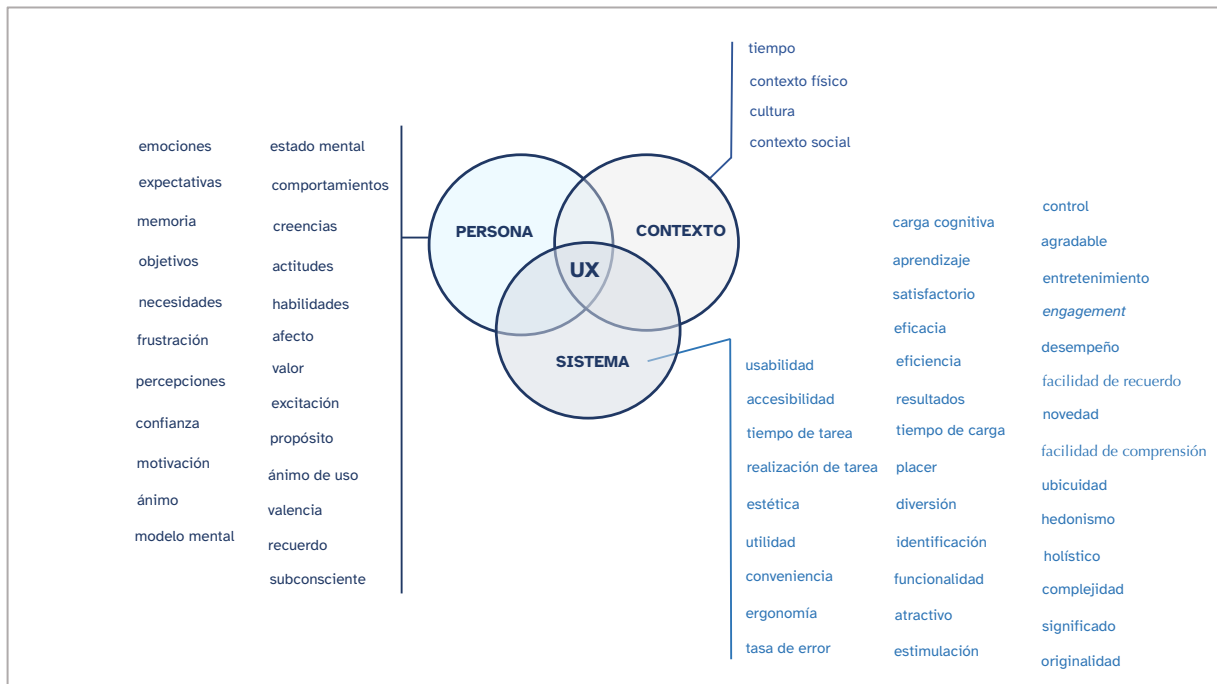 tiempo
contexto físico
cultura
contexto social
emociones
expectativas
memoria
objetivos
necesidades
frustración
percepciones
confianza
motivación
ánimo
modelo mental
estado mental
comportamientos
creencias
actitudes
habilidades
afecto
valor
excitación
propósito
ánimo de uso
valencia
recuerdo
subconsciente
PERSONA
CONTEXTO
UX
SISTEMA
usabilidad
accesibilidad
tiempo de tarea
realización de tarea
estética
utilidad
conveniencia
ergonomía
tasa de error
carga cognitiva
aprendizaje
satisfactorio
eficacia
eficiencia
resultados
tiempo de carga
placer
diversión
identificación
funcionalidad
atractivo
estimulación
control
agradable
entretenimiento
engagement
desempeño
facilidad de recuerdo
novedad
facilidad de comprensión
ubicuidad
hedonismo
holístico
complejidad
significado
originalidad